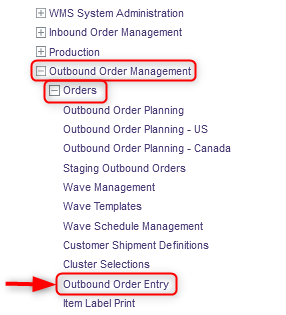 WMS System Administration
Inbound Order Management
Production
Outbound Order Management
Orders
Outbound Order Planning
Outbound Order Planning - US
Outbound Order Planning - Canada
Staging Outbound Orders
Wave Management
Wave Templates
Wave Schedule Management
Customer Shipment Definitions
Cluster Selections
Outbound Order Entry
Item Label Print